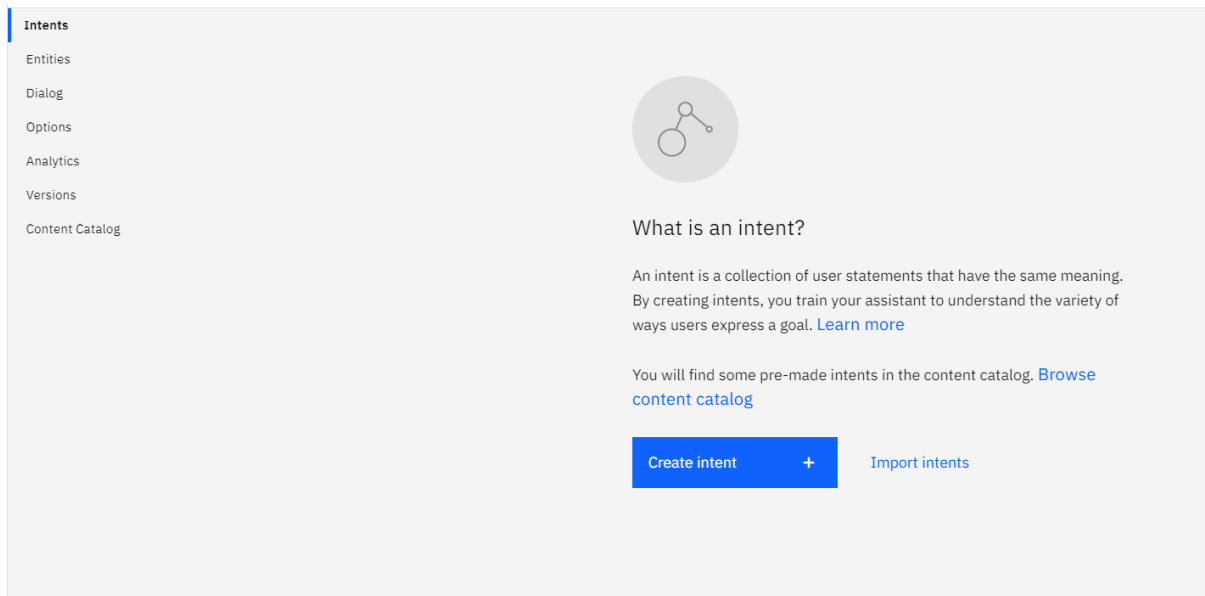 Intents
Entities
Dialog
Options
Analytics
Versions
Content Catalog
What is an intent?
An intent is a collection of user statements that have the same meaning.
By creating intents, you train your assistant to understand the variety of
ways users express a goal. Learn more
You will find some pre-made intents in the content catalog. Browse
content catalog
Create intent +
Import intents